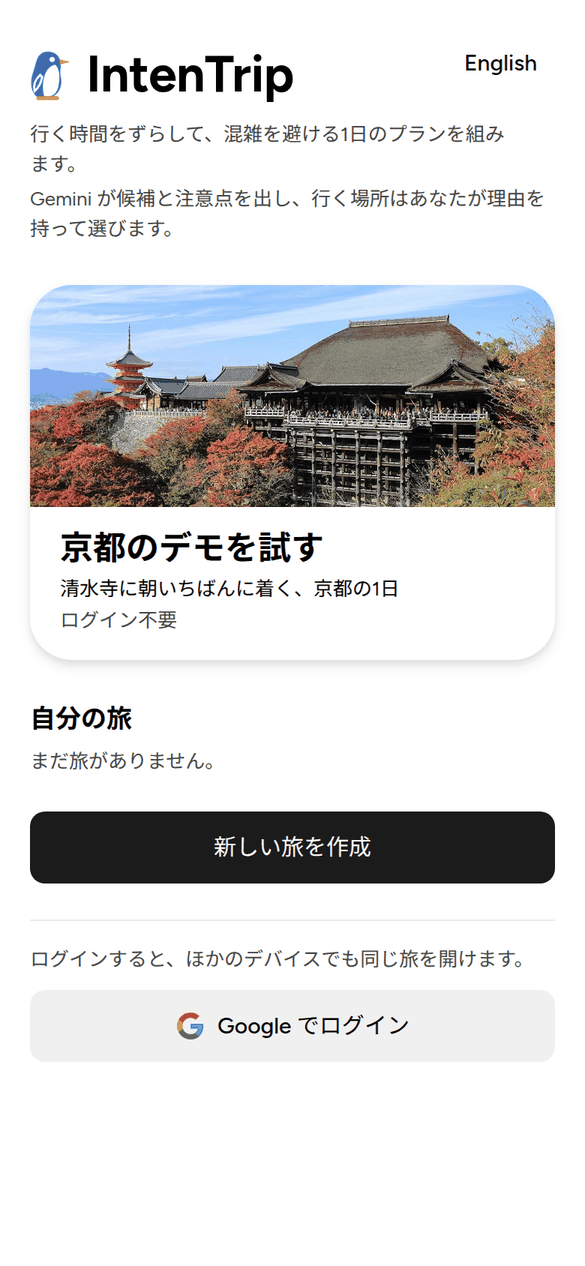 IntenTrip
English
行く時間をずらして、混雑を避ける1日のプランを組み
ます。
Gemini が候補と注意点を出し、行く場所はあなたが理由を
持って選びます。
京都のデモを試す
清水寺に朝いちばんに着く、京都の1日
ログイン不要
自分の旅
まだ旅がありません。
新しい旅を作成
ログインすると、ほかのデバイスでも同じ旅を開けます。
Google でログイン